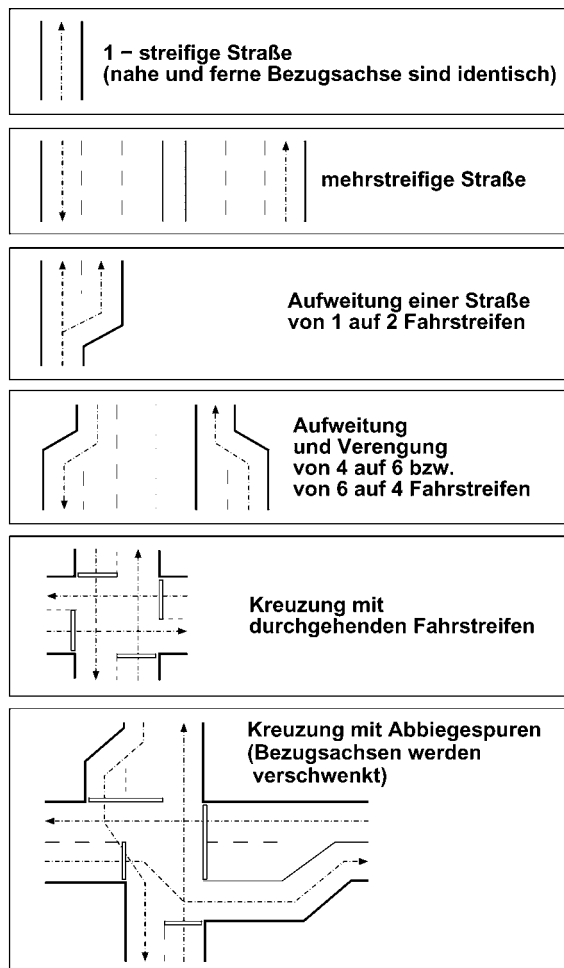 1 – streifige Straße
(nahe und ferne Bezugsachse sind identisch)
mehrstreifige Straße
Aufweitung einer Straße
von 1 auf 2 Fahrstreifen
Aufweitung
und Verengung
von 4 auf 6 bzw.
von 6 auf 4 Fahrstreifen
Kreuzung mit
durchgehenden Fahrstreifen
Kreuzung mit Abbiegespuren
(Bezugsachsen werden
verschwenkt)